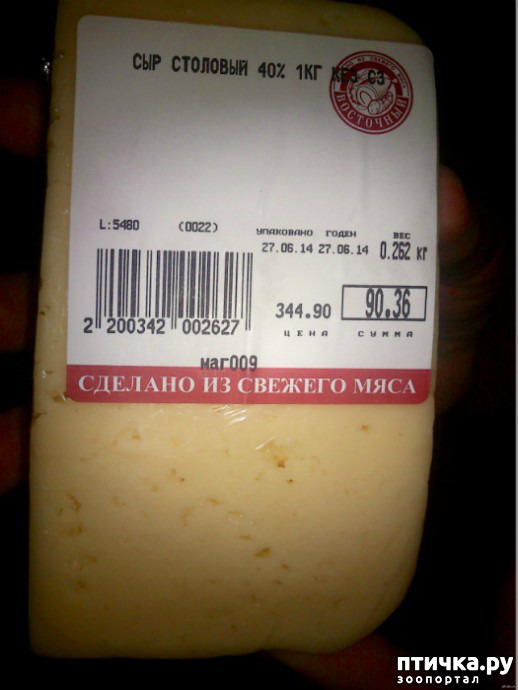 СЫР СТОЛОВЫЙ 40% 1КГ СЗ
ВОСТОЧНЫЙ
L:5480 (0022)
УПАКОВАНО ГОДЕН ВЕС
27.06.14 27.06.14 0.262 кг
344.90 90.36
ЦЕНА СУММА
2 200342 002627
маг009
СДЕЛАНО ИЗ СВЕЖЕГО МЯСА
птичка.ру
зоопортал